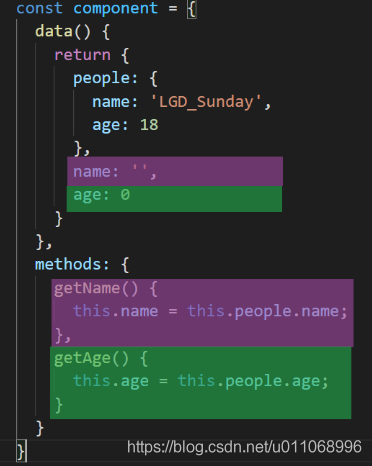 const component = {
data() {
return {
people: {
name: 'LGD_Sunday',
age: 18
},
name: '',
age: 0
}
},
methods: {
getName() {
this.name = this.people.name;
},
getAge() {
this.age = this.people.age;
}
}
}
https://blog.csdn.net/u011068996